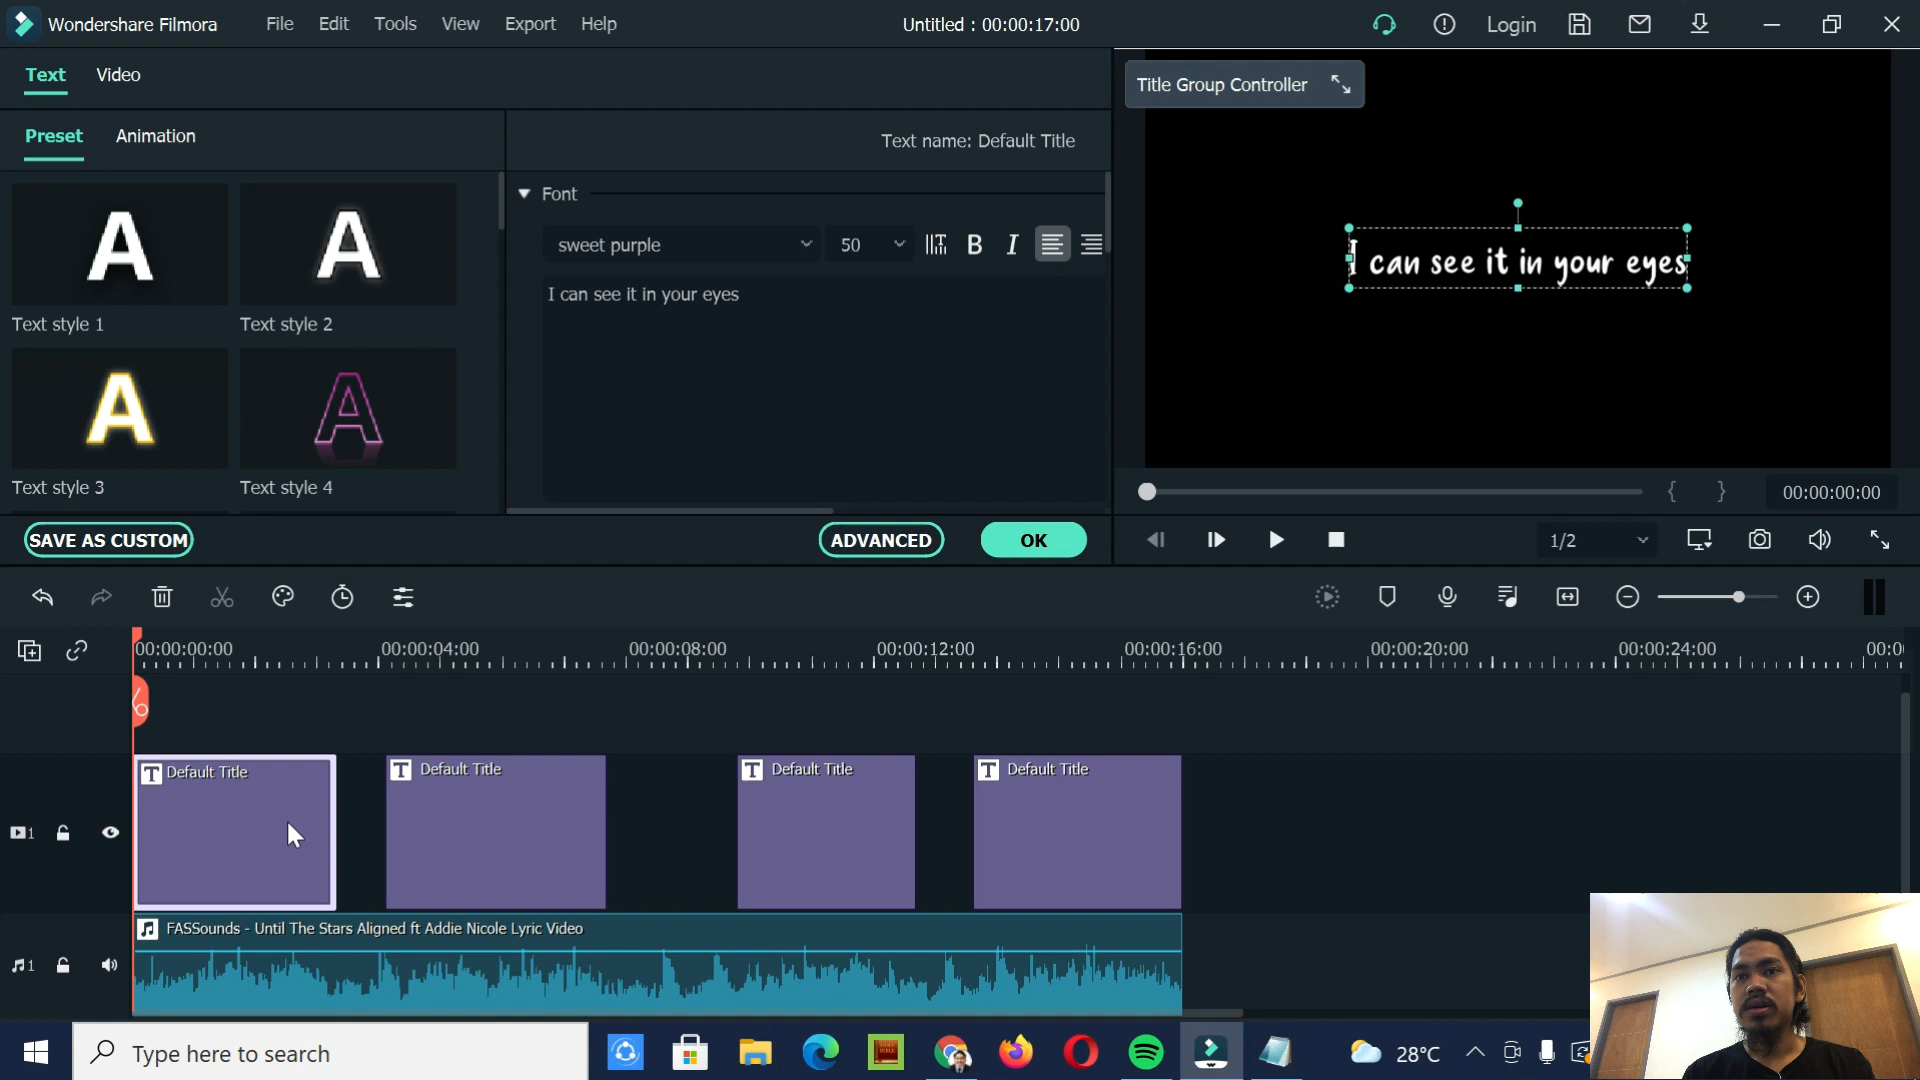 Wondershare Filmora File Edit Tools View Export Help Untitled : 00:00:17:00 Login
Text Video
Title Group Controller
Preset Animation Text name: Default Title
Font
sweet purple 50 B I
I can see it in your eyes
I can see it in your eyes
A A
Text style 1 Text style 2
A A
Text style 3 Text style 4
{ } 00:00:00:00
SAVE AS CUSTOM ADVANCED OK 1/2
00:00:00:00 00:00:04:00 00:00:08:00 00:00:12:00 00:00:16:00 00:00:20:00 00:00:24:00 00:0
T Default Title T Default Title T Default Title T Default Title
1
FASSounds - Until The Stars Aligned ft Addie Nicole Lyric Video
1
Type here to search 28°C